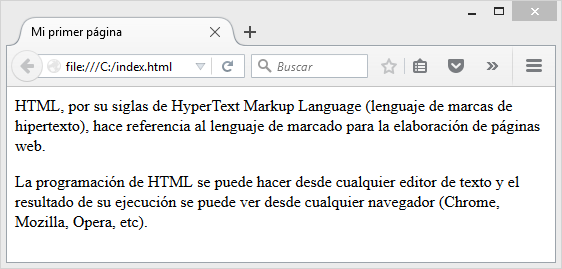 Mi primer página
file:///C:/index.html
Buscar
HTML, por su siglas de HyperText Markup Language (lenguaje de marcas de
hipertexto), hace referencia al lenguaje de marcado para la elaboración de páginas
web.
La programación de HTML se puede hacer desde cualquier editor de texto y el
resultado de su ejecución se puede ver desde cualquier navegador (Chrome,
Mozilla, Opera, etc).